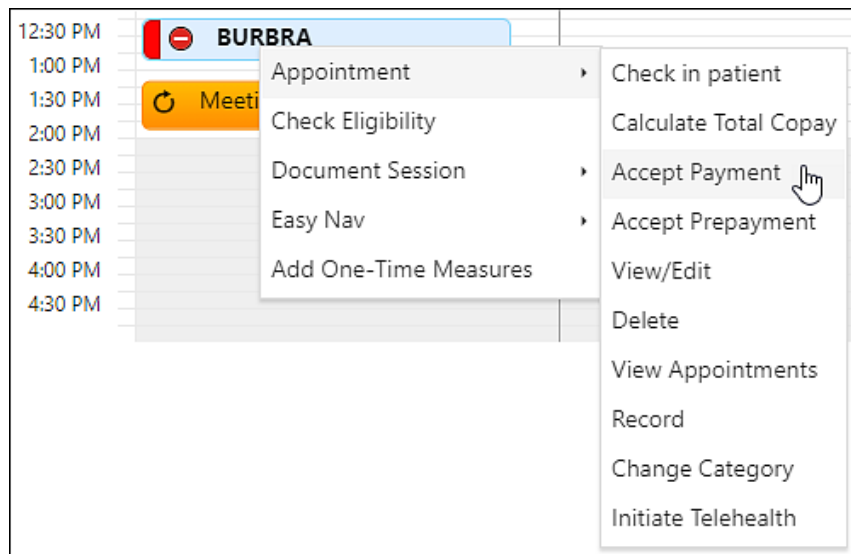 12:30 PM
BURBRA
1:00 PM
1:30 PM
Meeti
2:00 PM
2:30 PM
3:00 PM
3:30 PM
4:00 PM
4:30 PM
Appointment
Check Eligibility
Document Session
Easy Nav
Add One-Time Measures
Check in patient
Calculate Total Copay
Accept Payment
Accept Prepayment
View/Edit
Delete
View Appointments
Record
Change Category
Initiate Telehealth